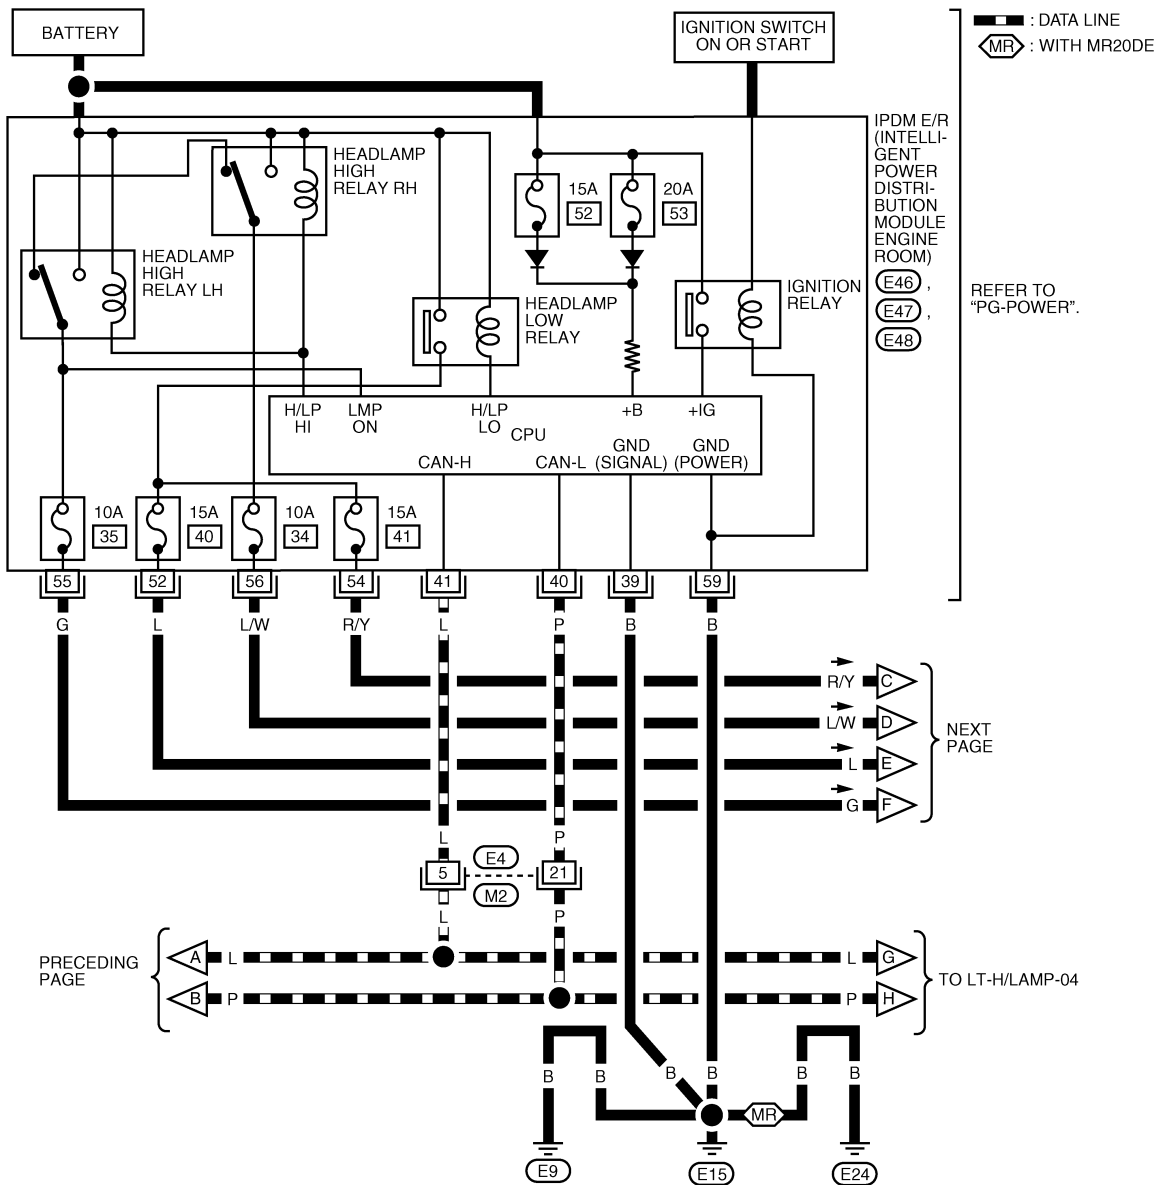 BATTERY
IGNITION SWITCH
ON OR START
: DATA LINE
MR : WITH MR20DE
IPDM E/R
(INTELLI-
GENT
POWER
DISTRI-
BUTION
MODULE
ENGINE
ROOM)
E46 ,
E47 ,
E48
REFER TO
“PG-POWER”.
HEADLAMP
HIGH
RELAY RH
15A
52
20A
53
HEADLAMP
HIGH
RELAY LH
HEADLAMP
LOW
RELAY
IGNITION
RELAY
H/LP
HI
LMP
ON
H/LP
LO
CPU
+B
+IG
CAN-H
CAN-L
GND
(SIGNAL)
GND
(POWER)
10A
35
15A
40
10A
34
15A
41
55 52 56 54 41 40 39 59
G L L/W R/Y L P B B
R/Y C
L/W D
L E
G F
NEXT
PAGE
L P
5 E4 21
M2
L P
PRECEDING
PAGE
A L L G
B P P H
TO LT-H/LAMP-04
B B B B B B
MR
E9 E15 E24